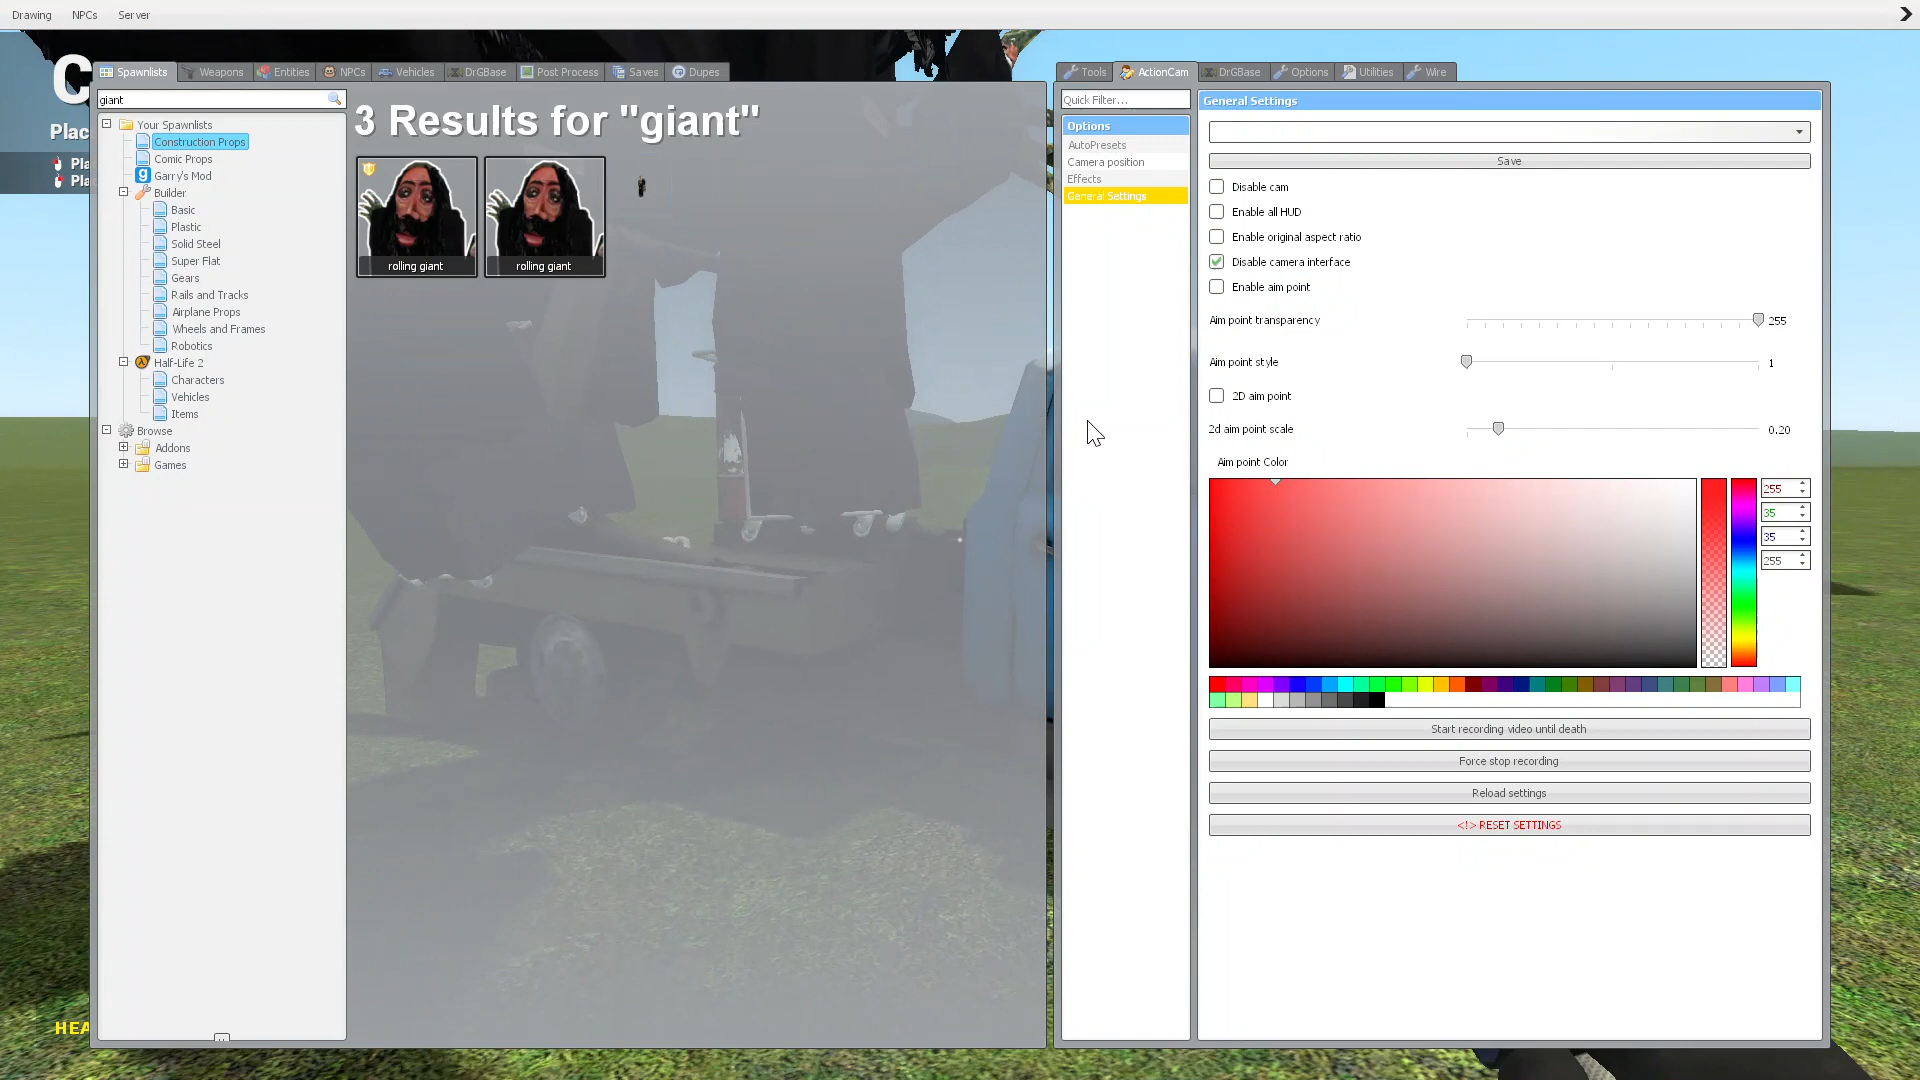 Drawing NPCs Server
C
Plac
Pla
Pla
HEA
Spawnlists Weapons Entities NPCs Vehicles DrGBase Post Process Saves Dupes
giant
Your Spawnlists
Construction Props
Comic Props
Garry's Mod
Builder
Basic
Plastic
Solid Steel
Super Flat
Gears
Rails and Tracks
Airplane Props
Wheels and Frames
Robotics
Half-Life 2
Characters
Vehicles
Items
Browse
Addons
Games
3 Results for "giant"
rolling giant
rolling giant
Tools ActionCam DrGBase Options Utilities Wire
Quick Filter...
Options
AutoPresets
Camera position
Effects
General Settings
General Settings
Save
Disable cam
Enable all HUD
Enable original aspect ratio
Disable camera interface
Enable aim point
Aim point transparency 255
Aim point style 1
2D aim point
2d aim point scale 0.20
Aim point Color
255
35
35
255
Start recording video until death
Force stop recording
Reload settings
<!> RESET SETTINGS